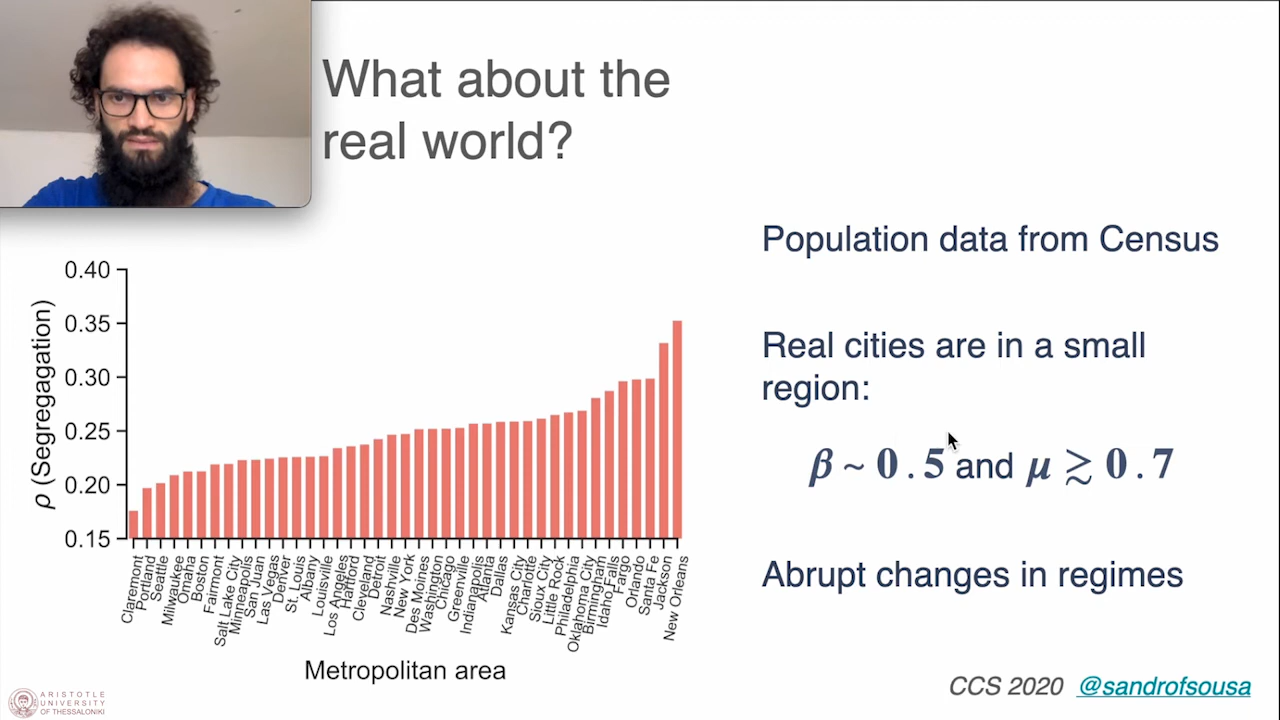 What about the
real world?
Population data from Census
Real cities are in a small
region:
β ~ 0.5 and μ ≳ 0.7
Abrupt changes in regimes
ρ (Segregagation)
0.40
0.35
0.30
0.25
0.20
0.15
Claremont
Portland
Seattle
Milwaukee
Omaha
Boston
Fairmont
Salt Lake City
Minneapolis
San Juan
Las Vegas
Denver
St. Louis
Albany
Louisville
Los Angeles
Hartford
Cleveland
Detroit
Nashville
New York
Des Moines
Washington
Chicago
Greenville
Indianapolis
Atlanta
Dallas
Kansas City
Charlotte
Sioux City
Little Rock
Philadelphia
Oklahoma City
Birmingham
Idaho Falls
Fargo
Orlando
Santa Fe
Jackson
New Orleans
Metropolitan area
ARISTOTLE
UNIVERSITY
OF THESSALONIKI
CCS 2020 @sandrofsousa